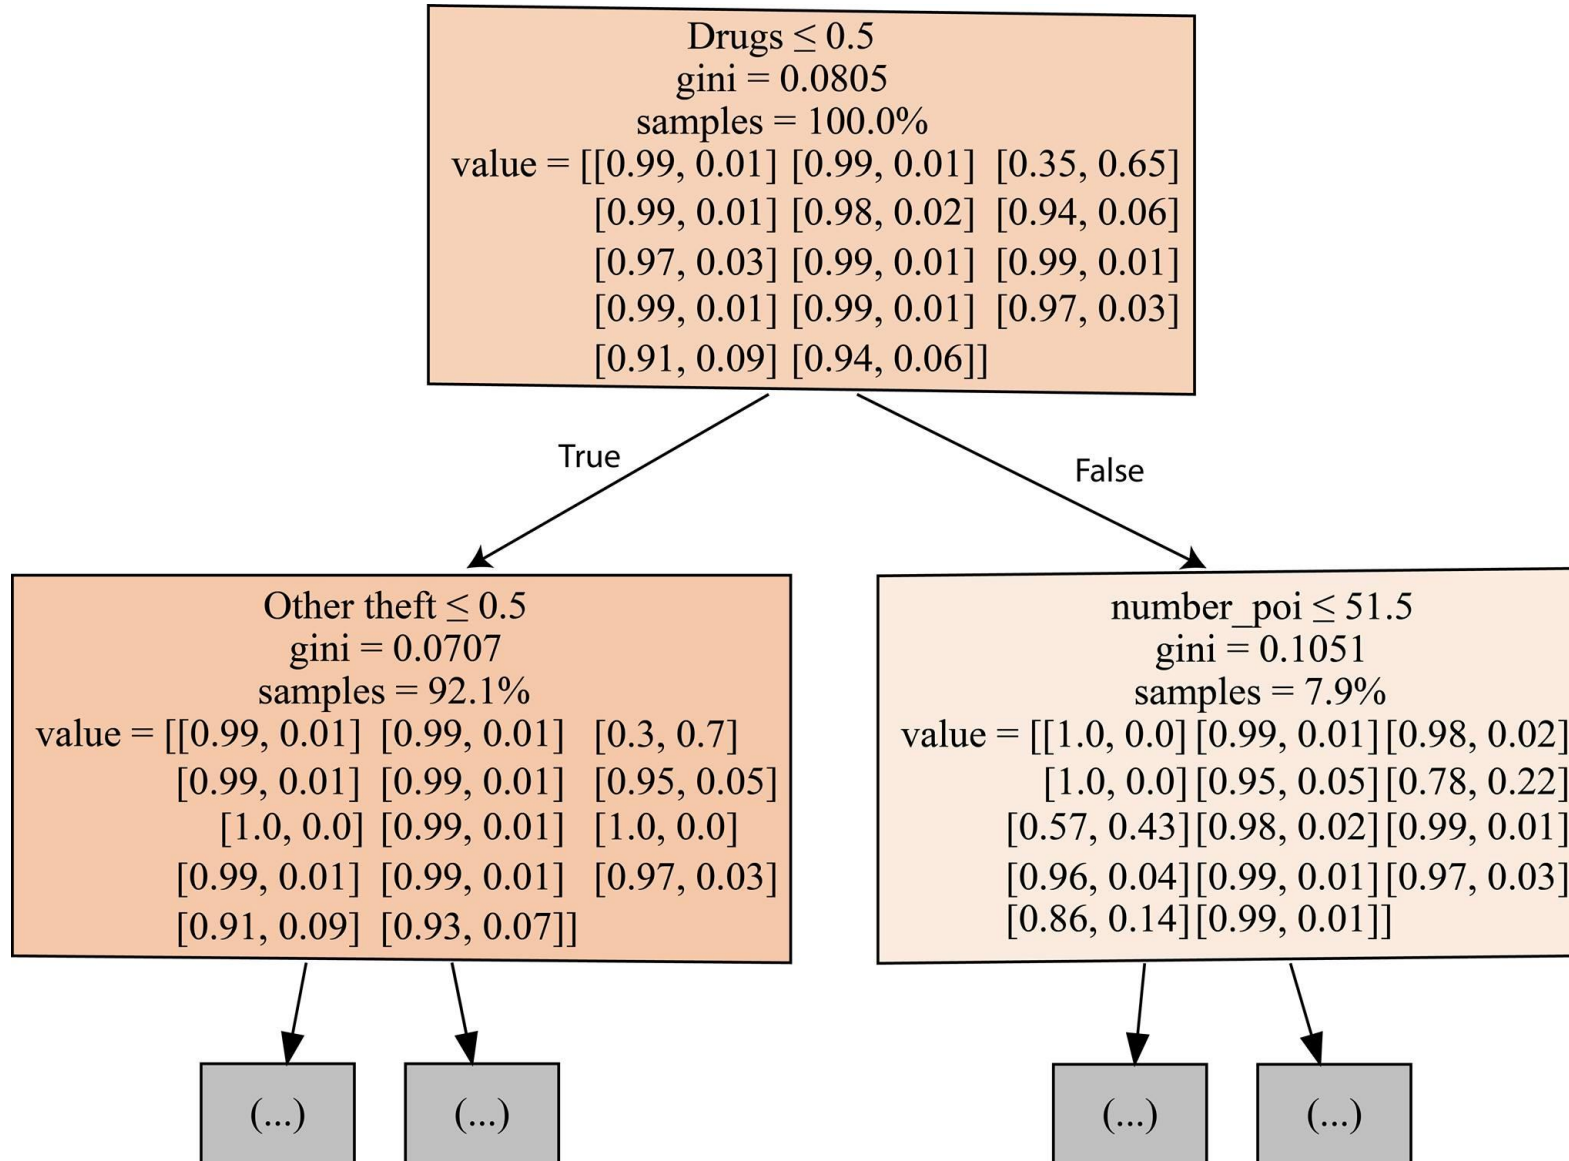 Drugs ≤ 0.5
gini = 0.0805
samples = 100.0%
value = [[0.99, 0.01] [0.99, 0.01] [0.35, 0.65]
[0.99, 0.01] [0.98, 0.02] [0.94, 0.06]
[0.97, 0.03] [0.99, 0.01] [0.99, 0.01]
[0.99, 0.01] [0.99, 0.01] [0.97, 0.03]
[0.91, 0.09] [0.94, 0.06]]
True
False
Other theft ≤ 0.5
gini = 0.0707
samples = 92.1%
value = [[0.99, 0.01] [0.99, 0.01] [0.3, 0.7]
[0.99, 0.01] [0.99, 0.01] [0.95, 0.05]
[1.0, 0.0] [0.99, 0.01] [1.0, 0.0]
[0.99, 0.01] [0.99, 0.01] [0.97, 0.03]
[0.91, 0.09] [0.93, 0.07]]
number_poi ≤ 51.5
gini = 0.1051
samples = 7.9%
value = [[1.0, 0.0] [0.99, 0.01] [0.98, 0.02]
[1.0, 0.0] [0.95, 0.05] [0.78, 0.22]
[0.57, 0.43] [0.98, 0.02] [0.99, 0.01]
[0.96, 0.04] [0.99, 0.01] [0.97, 0.03]
[0.86, 0.14] [0.99, 0.01]]
(...)
(...)
(...)
(...)